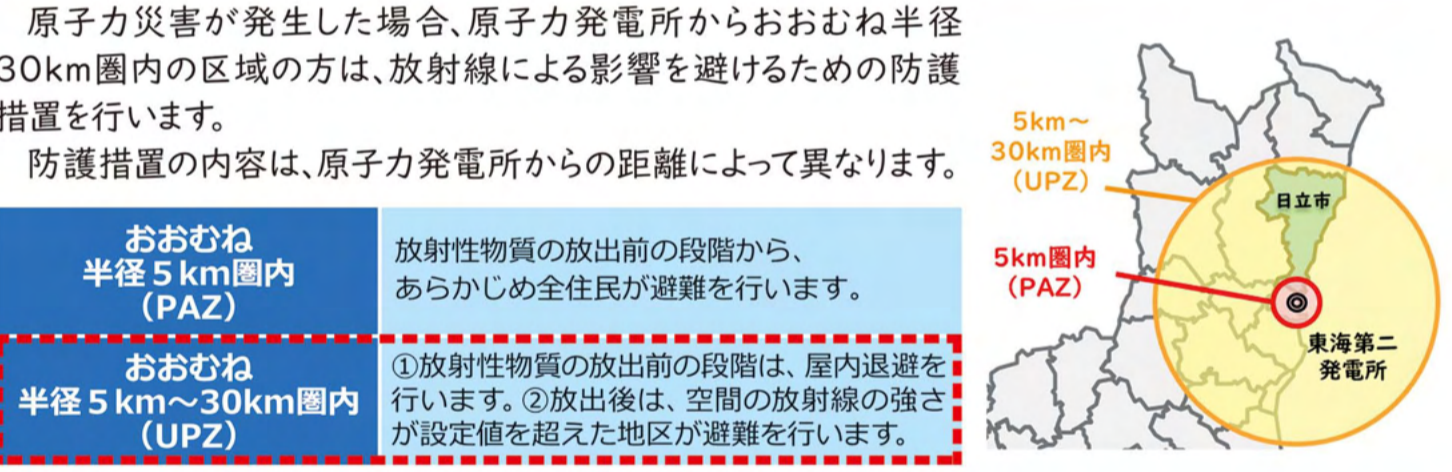 原子力災害が発生した場合、原子力発電所からおおむね半径
30km圏内の区域の方は、放射線による影響を避けるための防護
措置を行います。
防護措置の内容は、原子力発電所からの距離によって異なります。
おおむね
半径5km圏内
(PAZ)
放射性物質の放出前の段階から、
あらかじめ全住民が避難を行います。
おおむね
半径5km～30km圏内
(UPZ)
①放射性物質の放出前の段階は、屋内退避を
行います。②放出後は、空間の放射線の強さ
が設定値を超えた地区が避難を行います。
5km～
30km圏内
(UPZ)
日立市
5km圏内
(PAZ)
東海第二
発電所